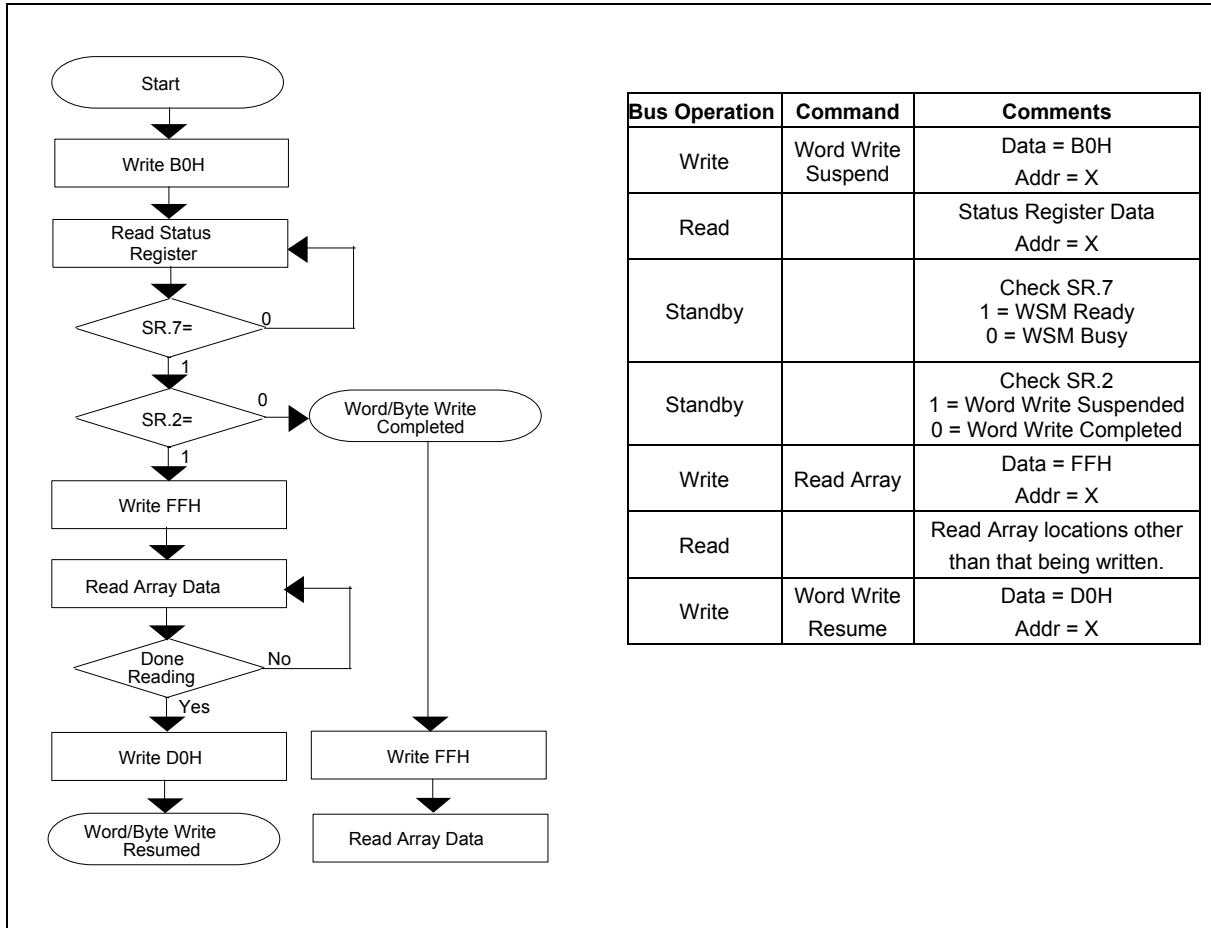 Start
Write B0H
Read Status
Register
SR.7=
0
1
SR.2=
0
Word/Byte Write
Completed
1
Write FFH
Read Array Data
Done
Reading
No
Yes
Write D0H
Write FFH
Word/Byte Write
Resumed
Read Array Data
Bus Operation Command Comments
Write
Word Write
Suspend
Data = B0H
Addr = X
Read
Status Register Data
Addr = X
Standby
Check SR.7
1 = WSM Ready
0 = WSM Busy
Standby
Check SR.2
1 = Word Write Suspended
0 = Word Write Completed
Write
Read Array
Data = FFH
Addr = X
Read
Read Array locations other
than that being written.
Write
Word Write
Resume
Data = D0H
Addr = X